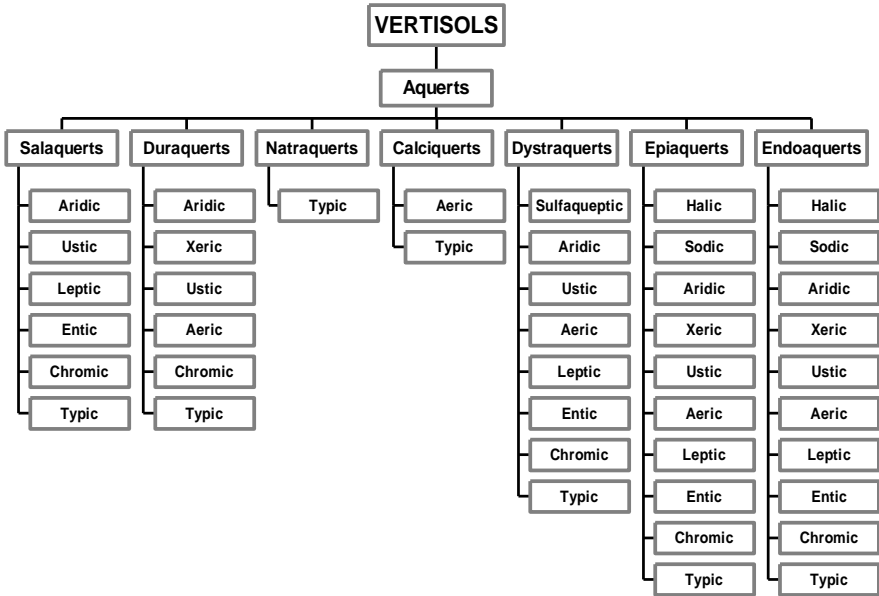 VERTISOLS
Aquerts
Salaquerts Duraquerts Natraquerts Calciquerts Dystraquerts Epiaquerts Endoaquerts
Aridic Aridic Typic Aeric Sulfaqueptic Halic Halic
Ustic Xeric Typic Aridic Sodic Sodic
Leptic Ustic Ustic Aridic Aridic
Entic Aeric Aeric Xeric Xeric
Chromic Chromic Leptic Ustic Ustic
Typic Typic Entic Aeric Aeric
Chromic Leptic Leptic
Typic Entic Entic
Chromic Chromic
Typic Typic